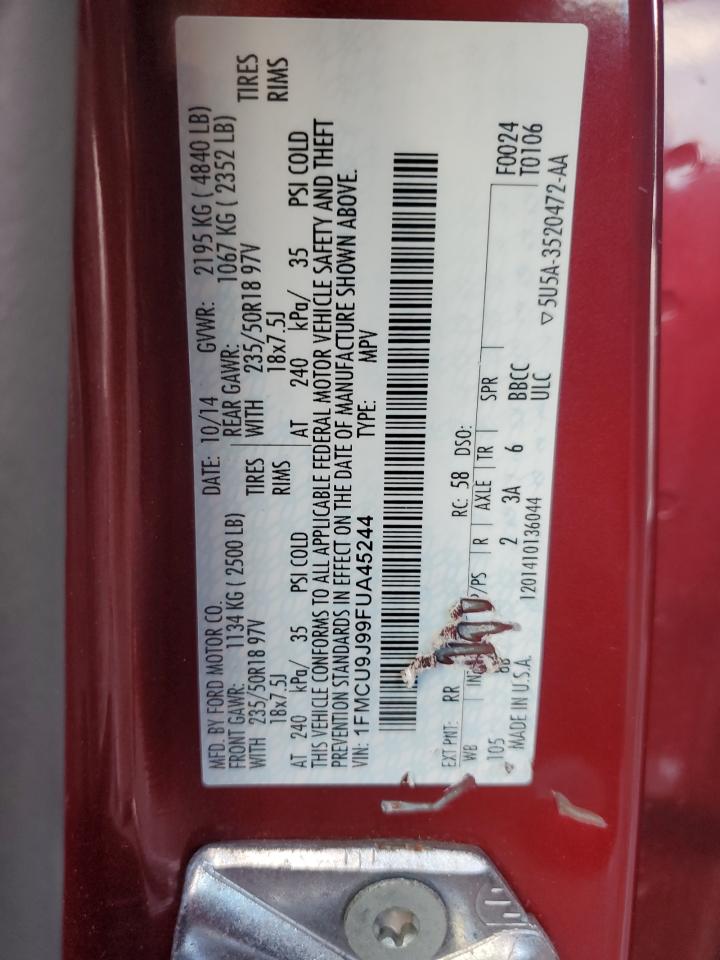 MFD. BY FORD MOTOR CO.
DATE: 10/14 GVWR: 2195 KG ( 4840 LB)
FRONT GAWR: 1134 KG ( 2500 LB)
REAR GAWR: 1067 KG ( 2352 LB)
WITH 235/50R18 97V TIRES
WITH 235/50R18 97V TIRES
18x7.5J RIMS
18x7.5J RIMS
AT 240 kPa/ 35 PSI COLD
AT 240 kPa/ 35 PSI COLD
THIS VEHICLE CONFORMS TO ALL APPLICABLE FEDERAL MOTOR VEHICLE SAFETY AND THEFT
PREVENTION STANDARDS IN EFFECT ON THE DATE OF MANUFACTURE SHOWN ABOVE.
VIN: 1FMCU9J99FUA45244 TYPE: MPV
EXT PNT: RR RC: 58 DSO:
WB /PS R AXLE TR SPR
105 2 3A 6 BBCC F0024
ULC T0106
MADE IN U.S.A. 1201410136044
▽5U5A-3520472-AA